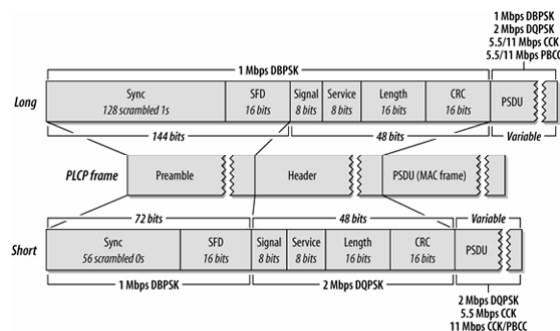 1 Mbps DBPSK
2 Mbps DQPSK
5.5/11 Mbps CCK
5.5/11 Mbps PBCC
1 Mbps DBPSK
Long
Sync
128 scrambled 1s
SFD
16 bits
Signal
8 bits
Service
8 bits
Length
16 bits
CRC
16 bits
PSDU
144 bits
48 bits
Variable
PLCP frame
Preamble
Header
PSDU (MAC frame)
72 bits
48 bits
Variable
Short
Sync
56 scrambled 0s
SFD
16 bits
Signal
8 bits
Service
8 bits
Length
16 bits
CRC
16 bits
PSDU
1 Mbps DBPSK
2 Mbps DQPSK
2 Mbps DQPSK
5.5 Mbps CCK
11 Mbps CCK/PBCC